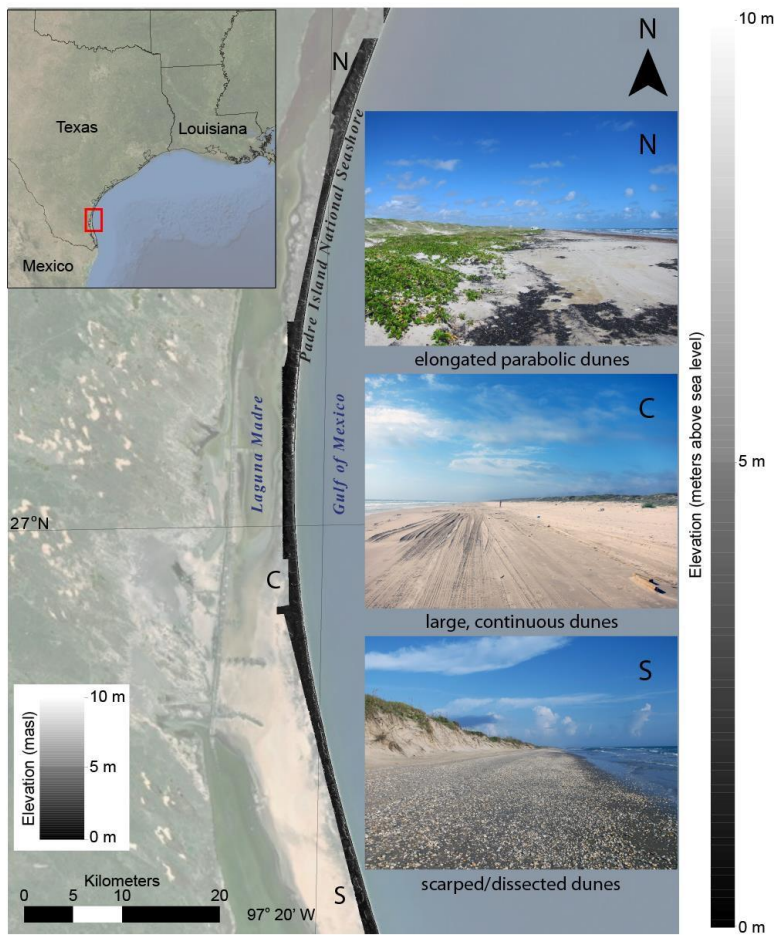 Texas
Louisiana
Mexico
N
Padre Island National Seashore
Laguna Madre
Gulf of Mexico
27°N
C
S
97° 20' W
Elevation (masl)
10 m
5 m
0 m
Kilometers
0 5 10 20
N
N
elongated parabolic dunes
C
large, continuous dunes
S
scarped/dissected dunes
Elevation (meters above sea level)
10 m
5 m
0 m